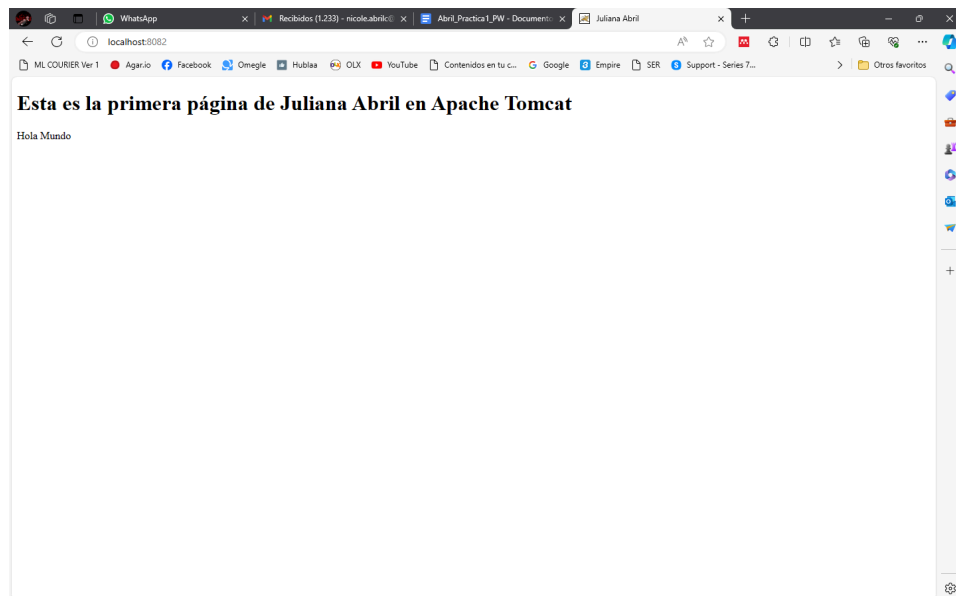 WhatsApp
Recibidos (1.233) - nicole.abrilc@
Abril_Practica1_PW - Documento
Juliana Abril
localhost:8082
ML COURIER Ver 1 Agar.io Facebook Omegle Hublaa OLX YouTube Contenidos en tu c... Google Empire SER Support - Series 7... Otros favoritos
Esta es la primera página de Juliana Abril en Apache Tomcat
Hola Mundo